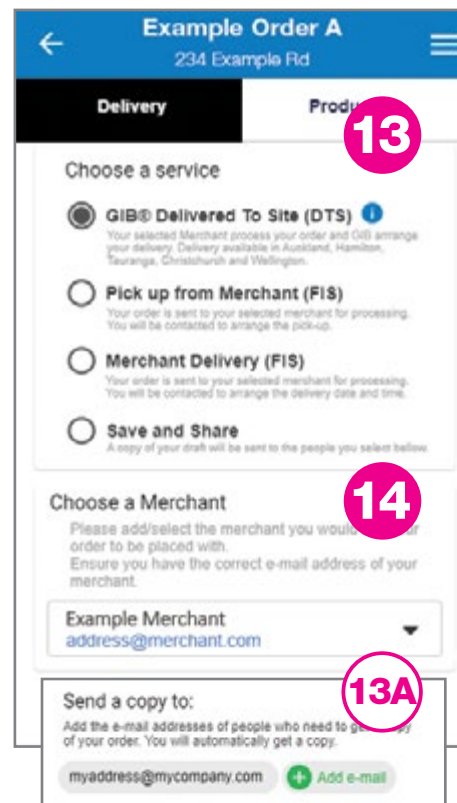 Example Order A
234 Example Rd
Delivery
Produ
13
Choose a service
GIB® Delivered To Site (DTS)
Your selected Merchant process your order and GIB arrange
your delivery. Delivery available in Auckland, Hamilton,
Tauranga, Christchurch and Wellington.
Pick up from Merchant (FIS)
Your order is sent to your selected merchant for processing.
You will be contacted to arrange the pick-up.
Merchant Delivery (FIS)
Your order is sent to your selected merchant for processing.
You will be contacted to arrange the delivery date and time.
Save and Share
A copy of your draft will be sent to the people you select bellow
14
Choose a Merchant
Please add/select the merchant you would ur
order to be placed with.
Ensure you have the correct e-mail address of your
merchant.
Example Merchant
address@merchant.com
13A
Send a copy to:
Add the e-mail addresses of people who need to get py
of your order. You will automatically get a copy.
myaddress@mycompany.com Add e-mail